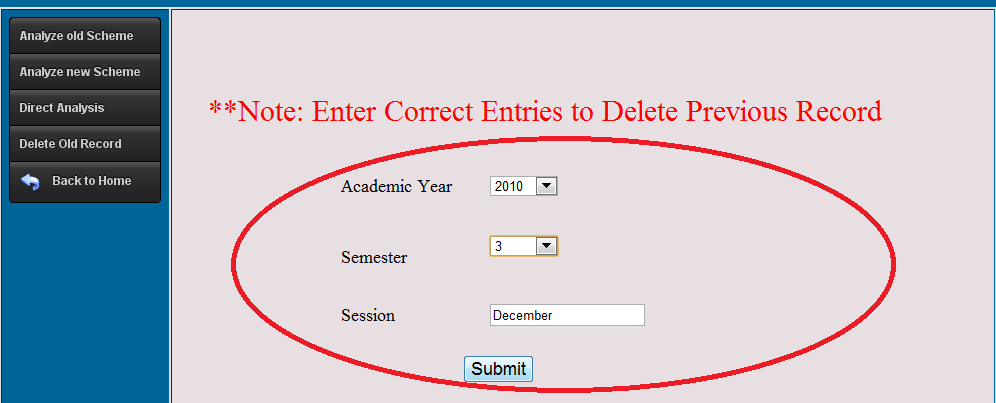 Analyze old Scheme
Analyze new Scheme
Direct Analysis
Delete Old Record
Back to Home
**Note: Enter Correct Entries to Delete Previous Record
Academic Year 2010
Semester 3
Session December
Submit